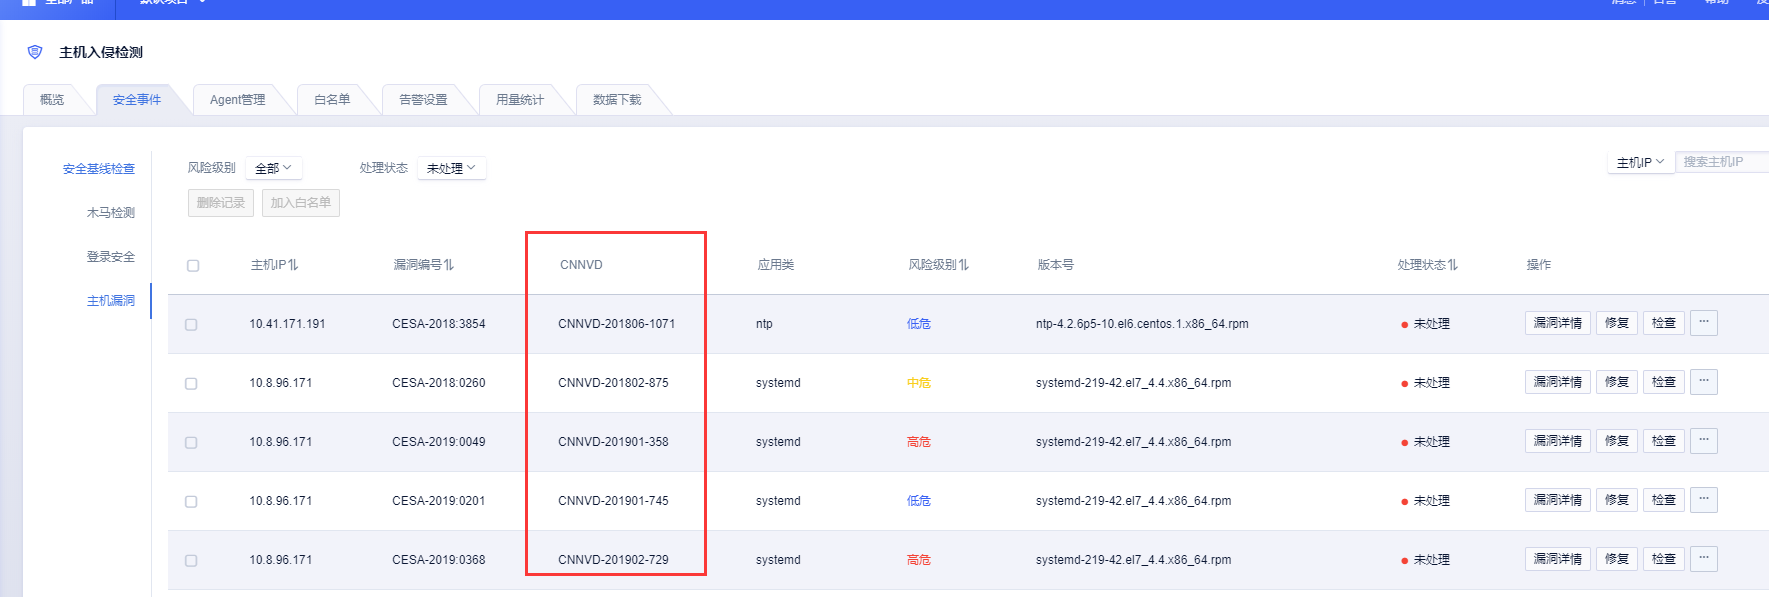 全部产品 默认项目
消息 日志 帮助
主机入侵检测
概览 安全事件 Agent管理 白名单 告警设置 用量统计 数据下载
安全基线检查
木马检测
登录安全
主机漏洞
风险级别 全部 处理状态 未处理 主机IP 搜索主机IP
删除记录 加入白名单
主机IP 漏洞编号 CNNVD 应用类 风险级别 版本号 处理状态 操作
10.41.171.191 CESA-2018:3854 CNNVD-201806-1071 ntp 低危 ntp-4.2.6p5-10.el6.centos.1.x86_64.rpm 未处理 漏洞详情 修复 检查 ...
10.8.96.171 CESA-2018:0260 CNNVD-201802-875 systemd 中危 systemd-219-42.el7_4.4.x86_64.rpm 未处理 漏洞详情 修复 检查 ...
10.8.96.171 CESA-2019:0049 CNNVD-201901-358 systemd 高危 systemd-219-42.el7_4.4.x86_64.rpm 未处理 漏洞详情 修复 检查 ...
10.8.96.171 CESA-2019:0201 CNNVD-201901-745 systemd 低危 systemd-219-42.el7_4.4.x86_64.rpm 未处理 漏洞详情 修复 检查 ...
10.8.96.171 CESA-2019:0368 CNNVD-201902-729 systemd 高危 systemd-219-42.el7_4.4.x86_64.rpm 未处理 漏洞详情 修复 检查 ...